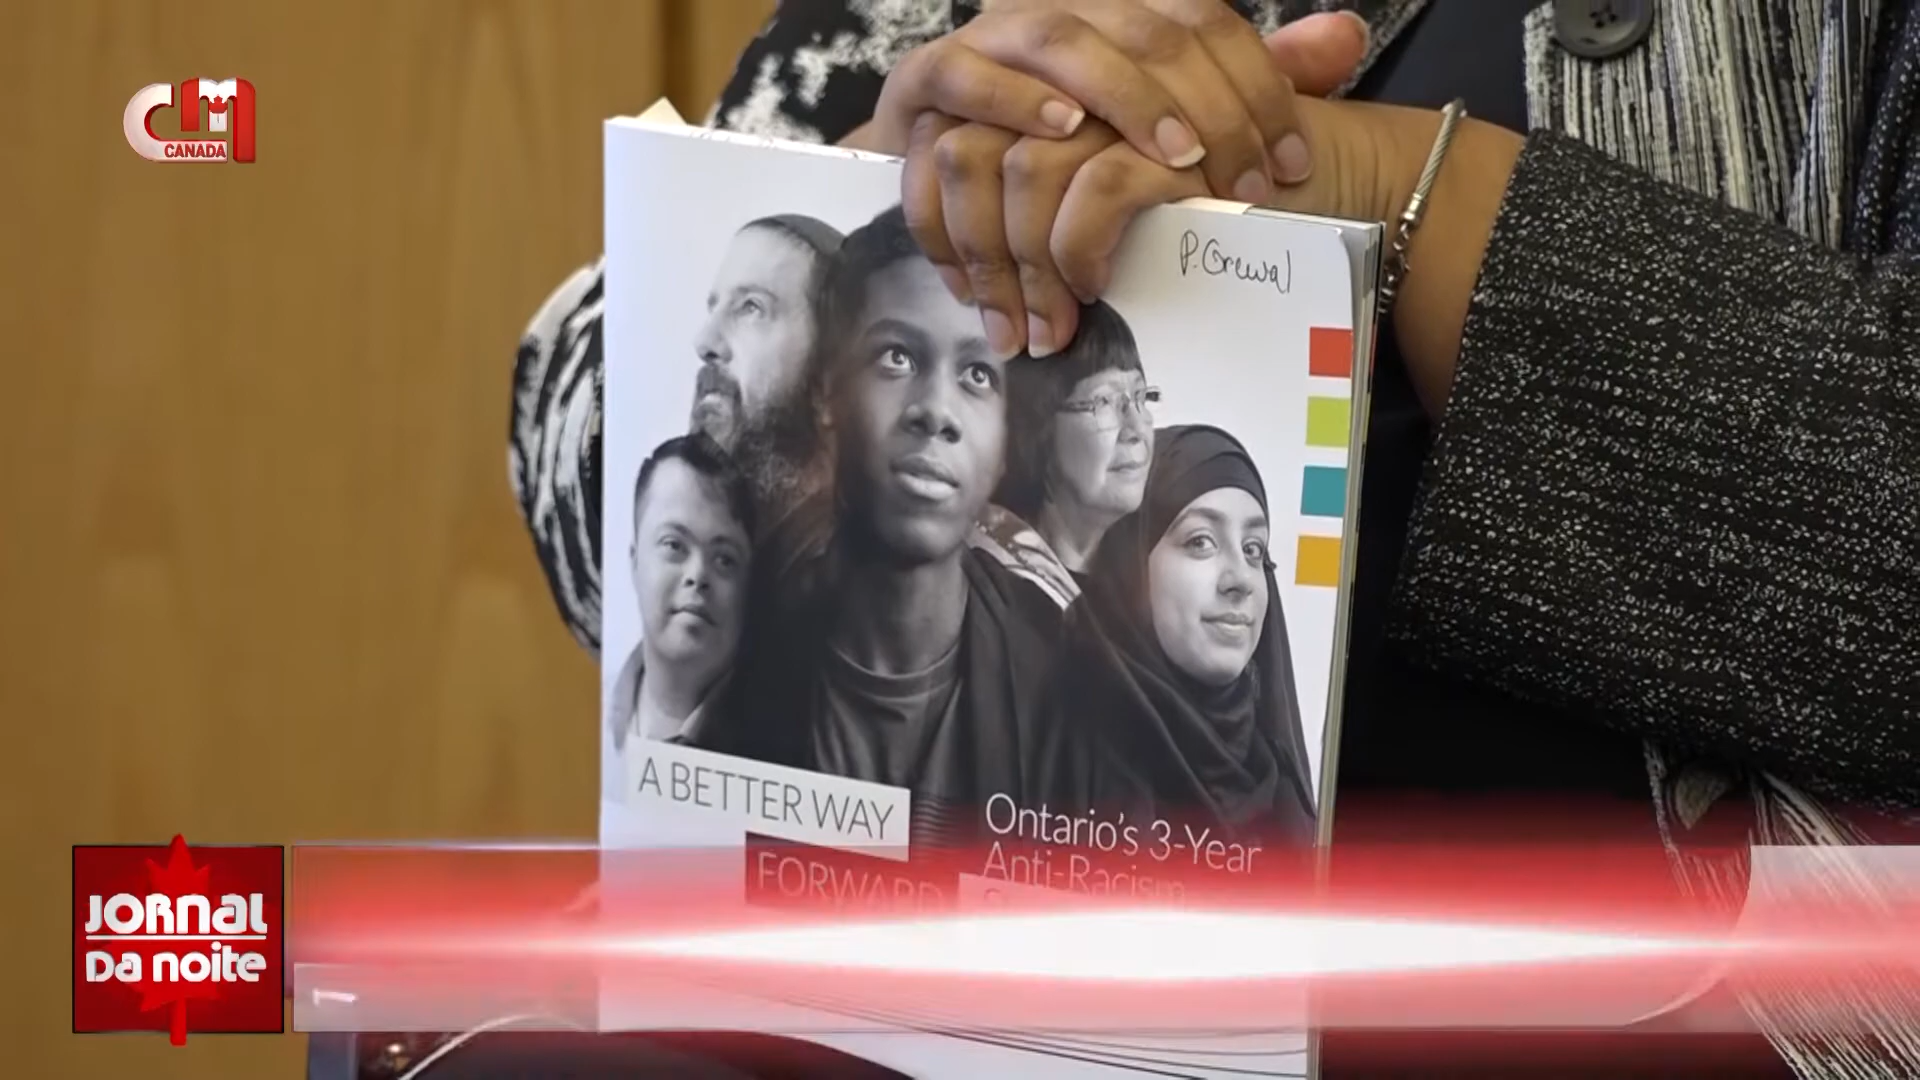 CM
CANADA
P. Grewal
A BETTER WAY
FORWARD
Ontario's 3-Year
Anti-Racism
JORNAL
DA NOITE